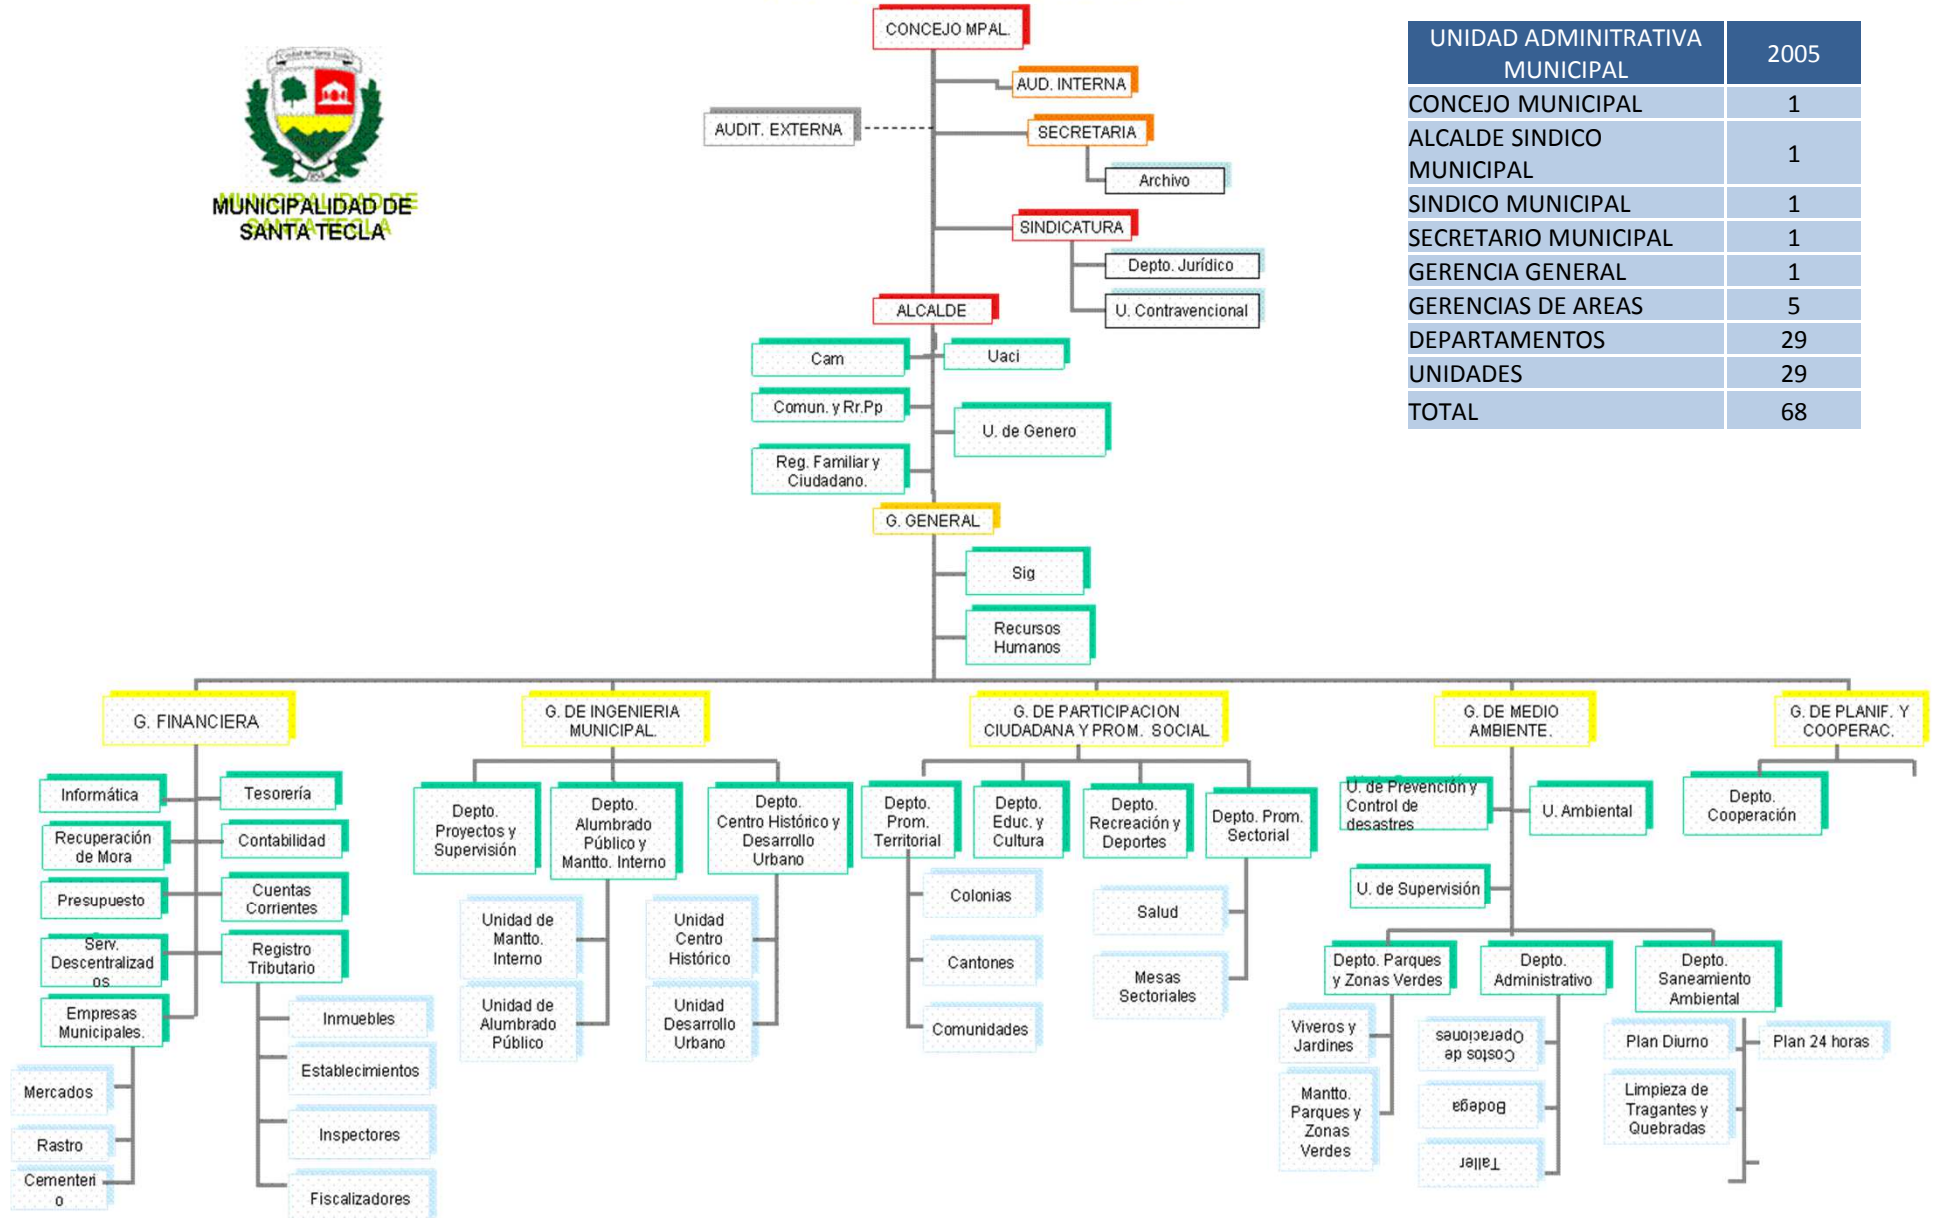 CONCEJO MPAL.
AUD. INTERNA
AUDIT. EXTERNA
SECRETARIA
Archivo
SINDICATURA
Depto. Jurídico
U. Contravencional
ALCALDE
Cam
Uaci
Comun. y Rr.Pp
U. de Genero
Reg. Familiar y
Ciudadano.
G. GENERAL
Sig
Recursos
Humanos
MUNICIPALIDAD DE
SANTA TECLA
UNIDAD ADMINITRATIVA
MUNICIPAL
2005
CONCEJO MUNICIPAL 1
ALCALDE SINDICO
MUNICIPAL 1
SINDICO MUNICIPAL 1
SECRETARIO MUNICIPAL 1
GERENCIA GENERAL 1
GERENCIAS DE AREAS 5
DEPARTAMENTOS 29
UNIDADES 29
TOTAL 68
G. FINANCIERA
Informática
Tesorería
Recuperación
de Mora
Contabilidad
Presupuesto
Cuentas
Corrientes
Serv.
Descentralizad
os
Registro
Tributario
Empresas
Municipales.
Inmuebles
Establecimientos
Inspectores
Fiscalizadores
Mercados
Rastro
Cementeri
o
G. DE INGENIERIA
MUNICIPAL.
Depto.
Proyectos y
Supervisión
Depto.
Alumbrado
Público y
Mantto. Interno
Depto.
Centro Histórico y
Desarrollo
Urbano
Unidad de
Mantto.
Interno
Unidad de
Alumbrado
Público
Unidad
Centro
Histórico
Unidad
Desarrollo
Urbano
G. DE PARTICIPACION
CIUDADANA Y PROM. SOCIAL
Depto.
Prom.
Territorial
Depto.
Educ. y
Cultura
Depto.
Recreación y
Deportes
Depto. Prom.
Sectorial
Colonias
Cantones
Comunidades
Salud
Mesas
Sectoriales
G. DE MEDIO
AMBIENTE.
U. de Prevención y
Control de
desastres
U. Ambiental
U. de Supervisión
Depto. Parques
y Zonas Verdes
Depto.
Administrativo
Depto.
Saneamiento
Ambiental
Viveros y
Jardines
Mantto.
Parques y
Zonas
Verdes
Costos de
Operaciones
Bodega
Taller
Plan Diurno
Plan 24 horas
Limpieza de
Tragantes y
Quebradas
G. DE PLANIF. Y
COOPERAC.
Depto.
Cooperación